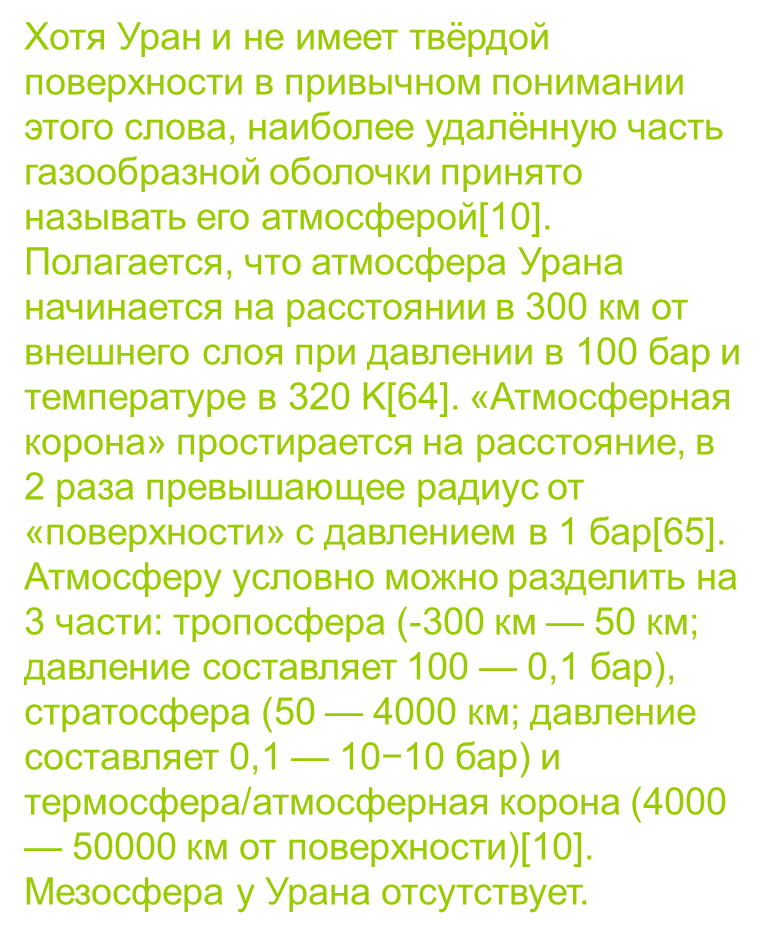 Хотя Уран и не имеет твёрдой
поверхности в привычном понимании
этого слова, наиболее удалённую часть
газообразной оболочки принято
называть его атмосферой[10].
Полагается, что атмосфера Урана
начинается на расстоянии в 300 км от
внешнего слоя при давлении в 100 бар и
температуре в 320 K[64]. «Атмосферная
корона» простирается на расстояние, в
2 раза превышающее радиус от
«поверхности» с давлением в 1 бар[65].
Атмосферу условно можно разделить на
3 части: тропосфера (-300 км — 50 км;
давление составляет 100 — 0,1 бар),
стратосфера (50 — 4000 км; давление
составляет 0,1 — 10−10 бар) и
термосфера/атмосферная корона (4000
— 50000 км от поверхности)[10].
Мезосфера у Урана отсутствует.